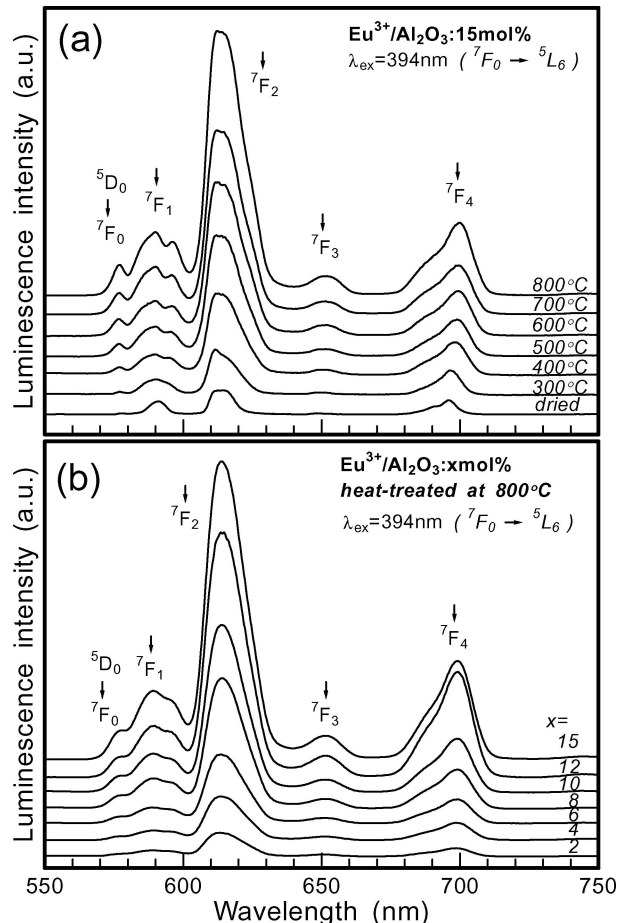 (a)
Eu³⁺/Al₂O₃:15mol%
λex=394nm ( ⁷F₀ → ⁵L₆ )
⁷F₂
⁵D₀
⁷F₀
⁷F₁
⁷F₃
⁷F₄
800°C
700°C
600°C
500°C
400°C
300°C
dried
Luminescence intensity (a.u.)
(b)
Eu³⁺/Al₂O₃:xmol%
heat-treated at 800°C
λex=394nm ( ⁷F₀ → ⁵L₆ )
⁷F₂
⁵D₀
⁷F₀
⁷F₁
⁷F₃
⁷F₄
x=
15
12
10
8
6
4
2
Luminescence intensity (a.u.)
550 600 650 700 750
Wavelength (nm)